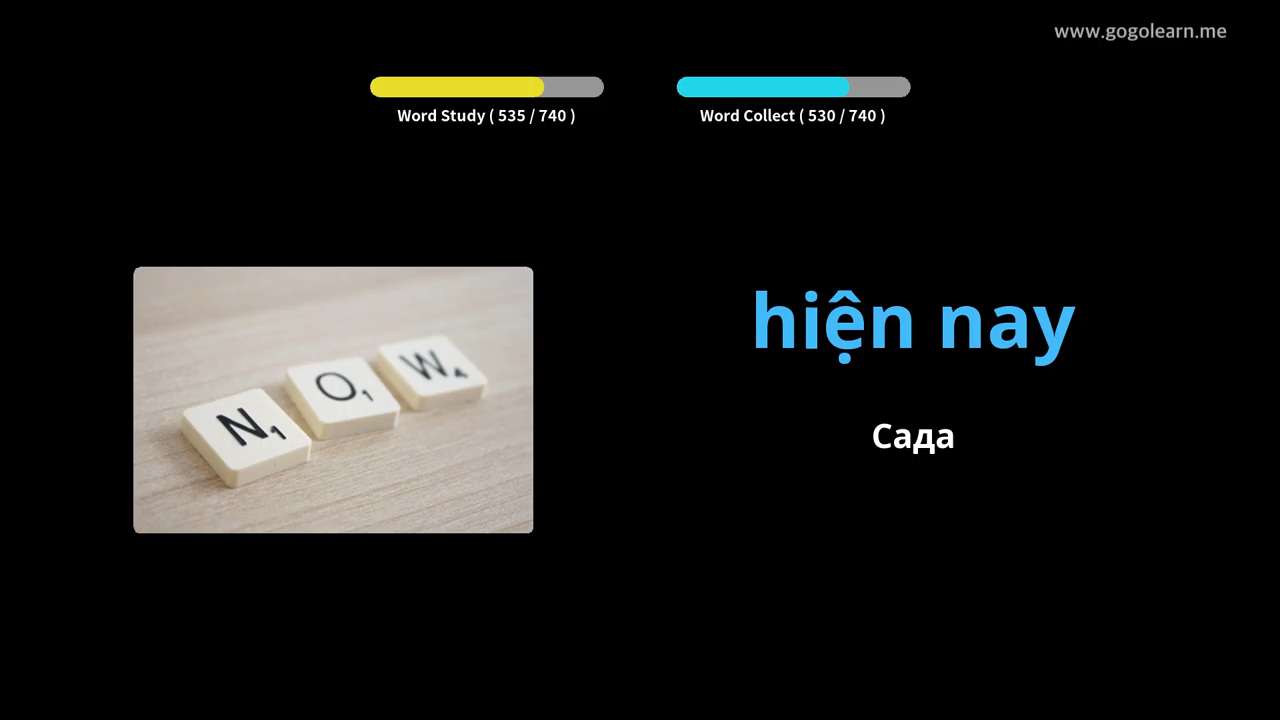 www.gogolearn.me
Word Study ( 535 / 740 )
Word Collect ( 530 / 740 )
N1 O1 W4
hiện nay
Сада